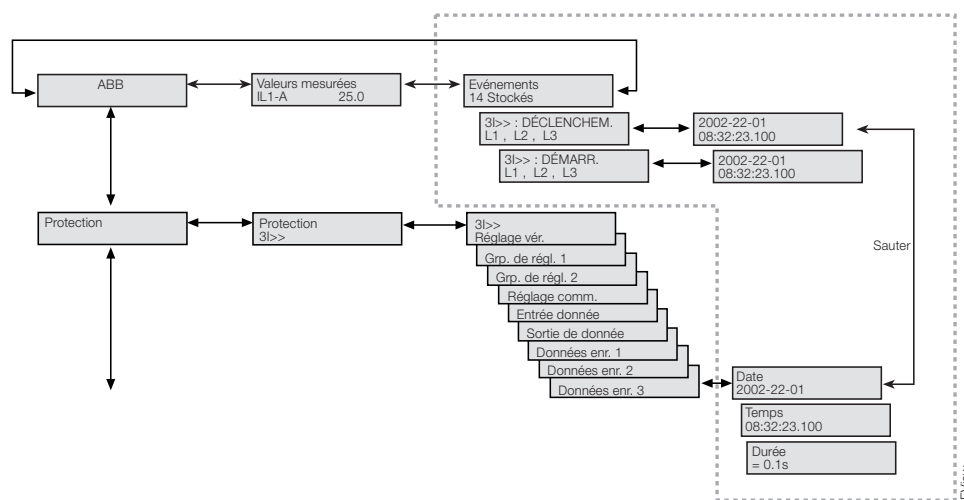 ABB
Valeurs mesurées
IL1-A 25.0
Evénements
14 Stockés
3I>> : DÉCLENCHEM.
L1 , L2 , L3
2002-22-01
08:32:23.100
3I>> : DÉMARR.
L1 , L2 , L3
2002-22-01
08:32:23.100
Protection
Protection
3I>>
3I>>
Réglage vér.
Grp. de régl. 1
Grp. de régl. 2
Réglage comm.
Entrée donnée
Sortie de donnée
Données enr. 1
Données enr. 2
Données enr. 3
Sauter
Date
2002-22-01
Temps
08:32:23.100
Durée
= 0.1s